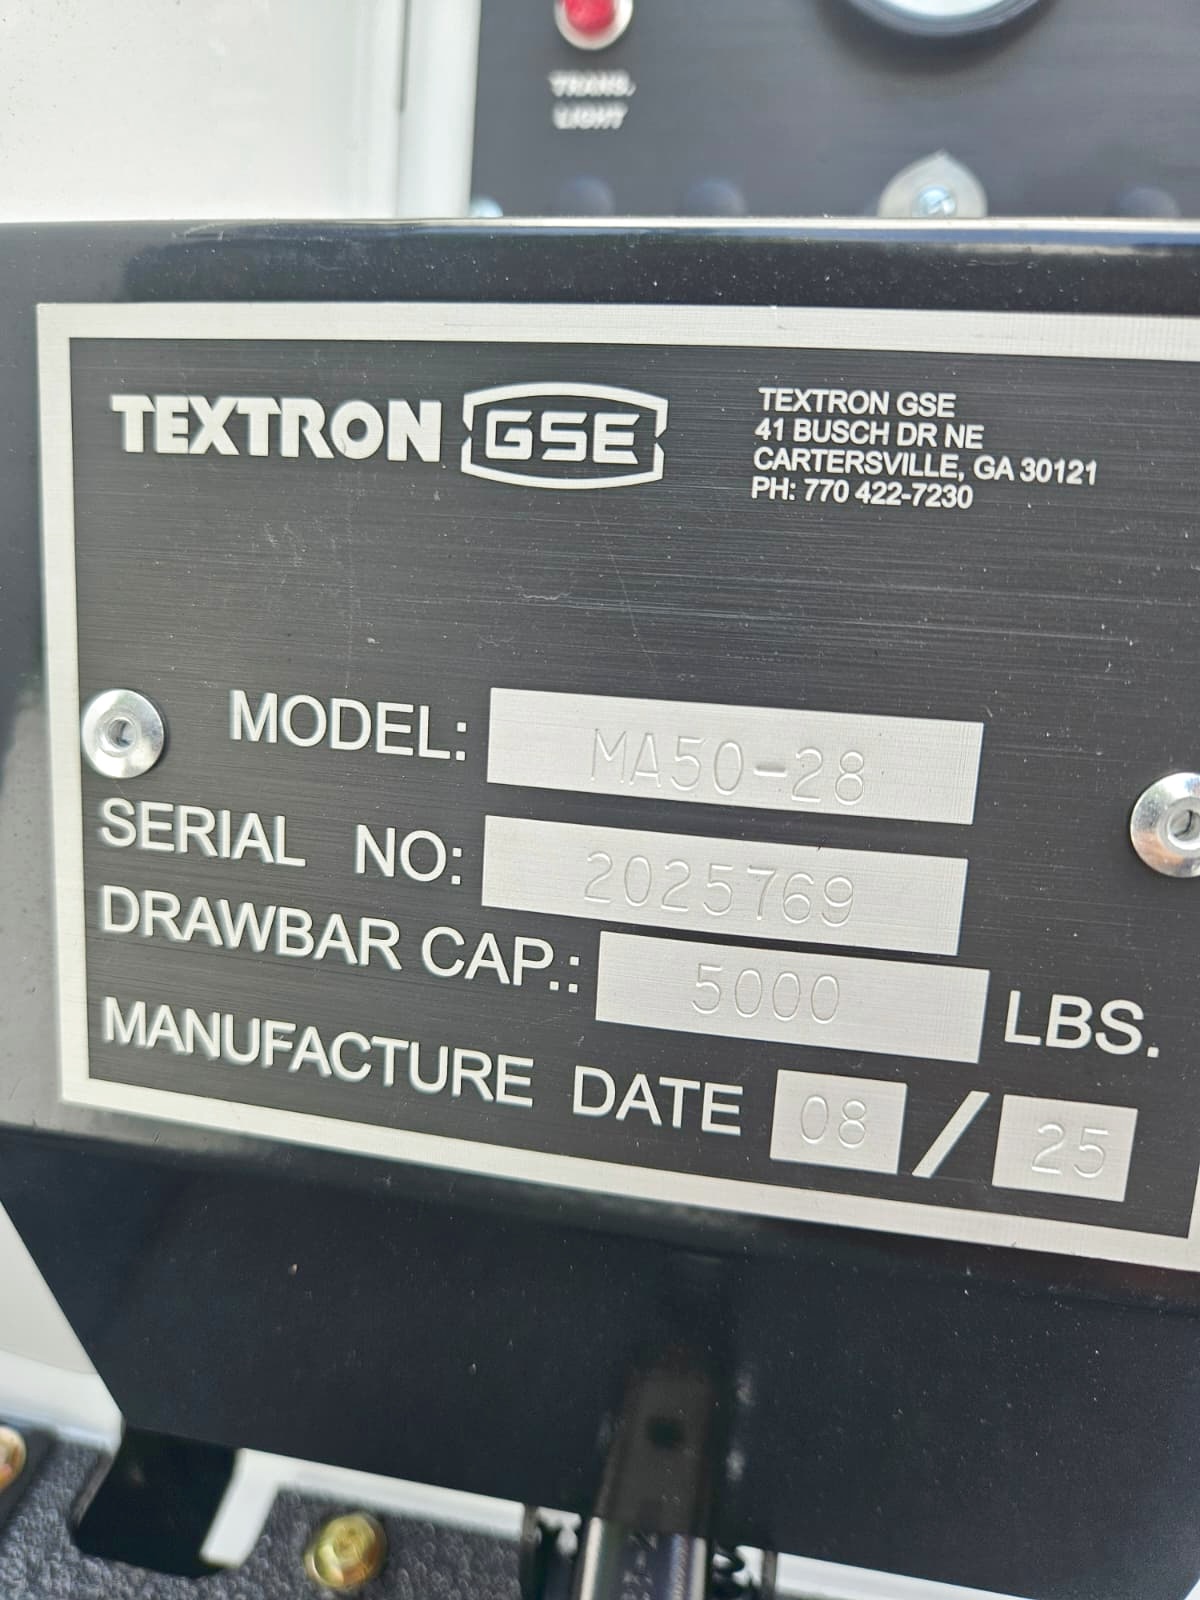 TRANS.
LIGHT
TEXTRON GSE
TEXTRON GSE
41 BUSCH DR NE
CARTERSVILLE, GA 30121
PH: 770 422-7230
MODEL: MA50-28
SERIAL NO: 2025769
DRAWBAR CAP.: 5000 LBS.
MANUFACTURE DATE 08 / 25